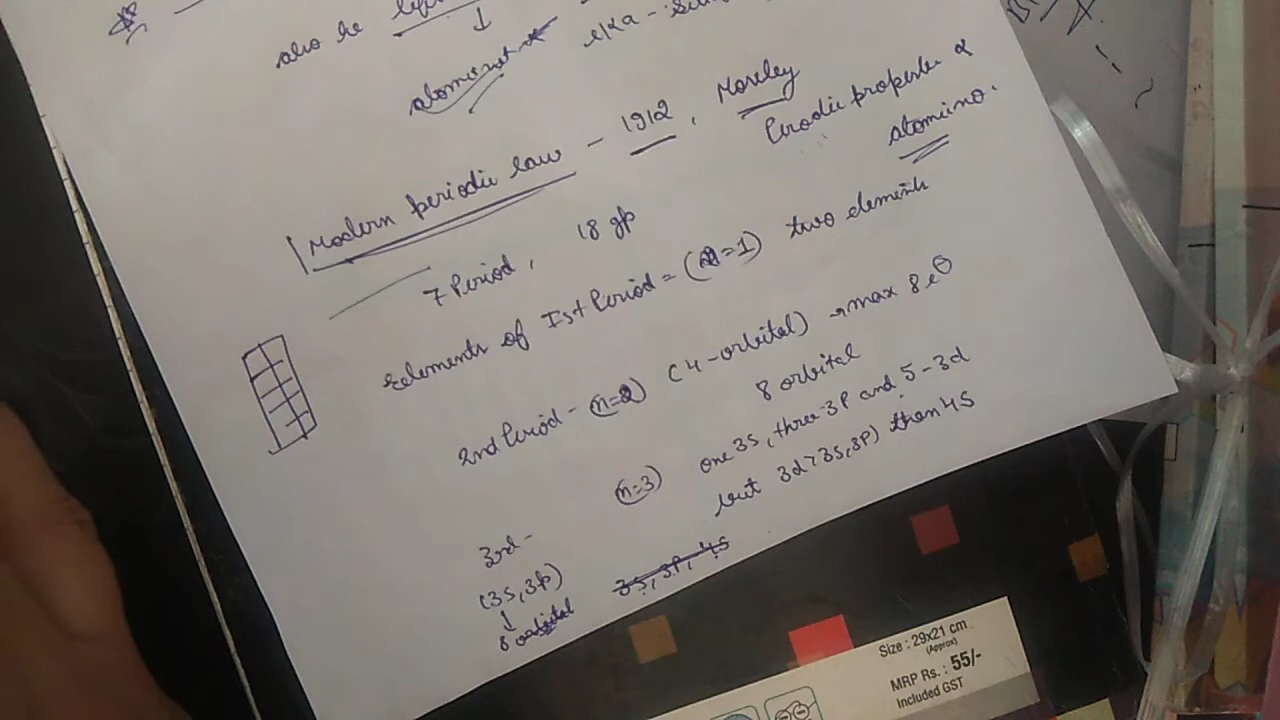 also be
eka-
atomic wt
Modern periodic law - 1912, Moseley
Periodic properties α
atomic no.
7 Period, 18 gp
Elements of Ist Period = (n=1) two elements
2nd Period - (n=2) (4-orbital) → max 8 e⊖
8 orbital
3rd - (n=3) one 3s, three-3p and 5-3d
but 3d > 3s, 3p) then 4s
(3s, 3p) 3s, 3p, 4s
↓
8 orbital
Size : 29x21 cm
(Approx)
MRP Rs. : 55/-
Included GST